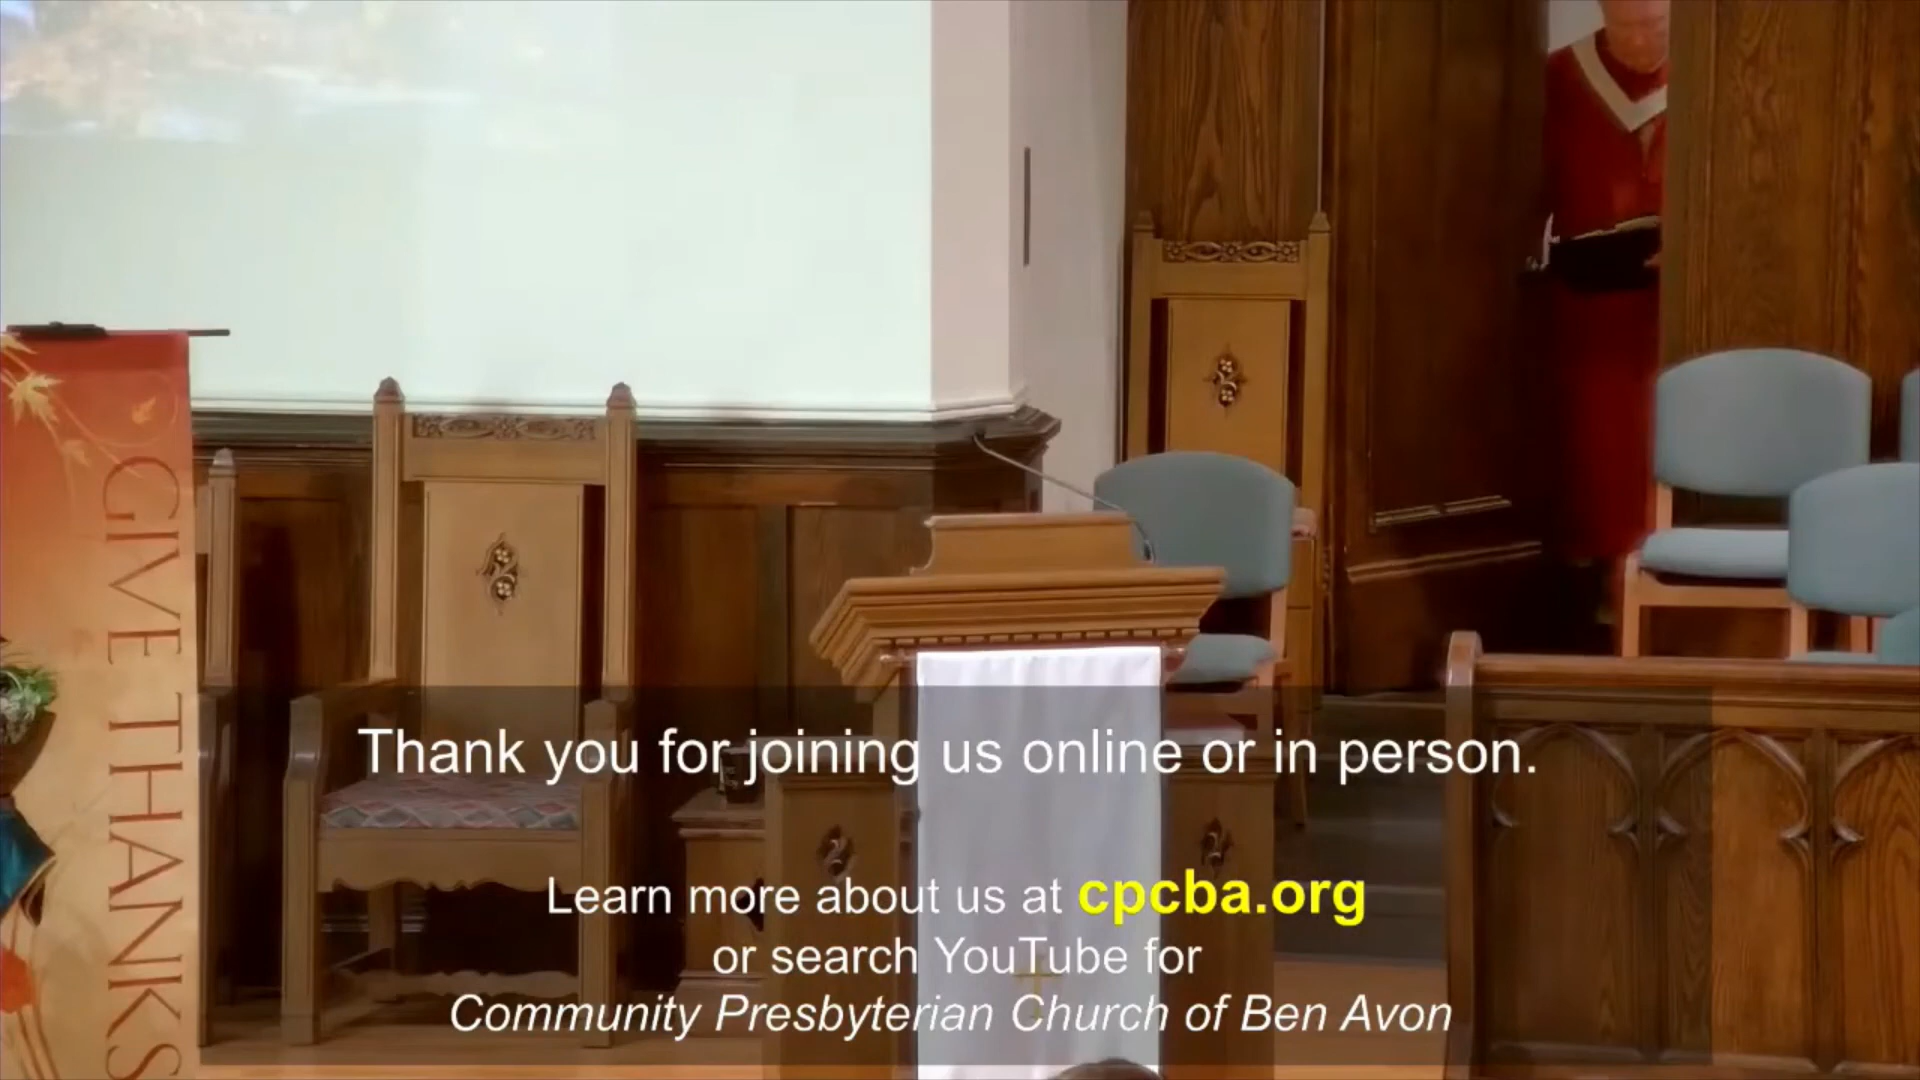 GIVE THANKS
Thank you for joining us online or in person.
Learn more about us at cpcba.org
or search YouTube for
Community Presbyterian Church of Ben Avon